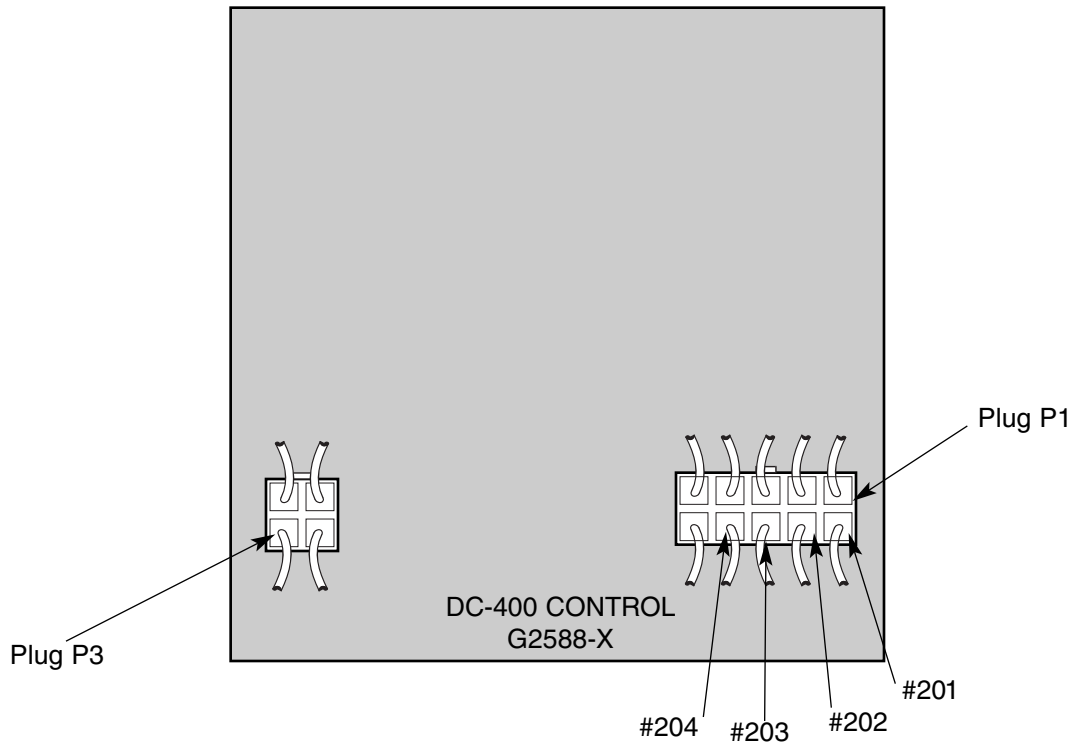 Plug P1
DC-400 CONTROL
G2588-X
Plug P3
#201
#202
#203
#204